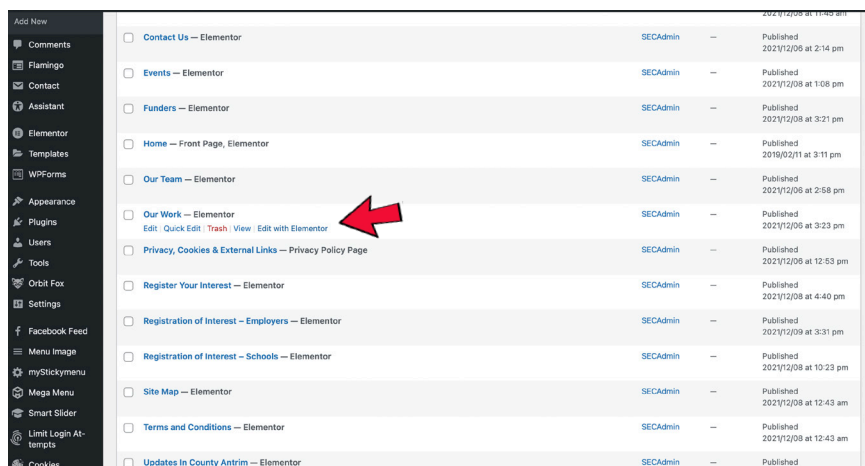 Add New
Comments
Flamingo
Contact
Assistant
Elementor
Templates
WPForms
Appearance
Plugins
Users
Tools
Orbit Fox
Settings
Facebook Feed
Menu Image
myStickymenu
Mega Menu
Smart Slider
Limit Login At-
tempts
Cookies
2021/12/08 at 11:45 am
Contact Us — Elementor SECAdmin — Published
2021/12/06 at 2:14 pm
Events — Elementor SECAdmin — Published
2021/12/08 at 1:08 pm
Funders — Elementor SECAdmin — Published
2021/12/08 at 3:21 pm
Home — Front Page, Elementor SECAdmin — Published
2019/02/11 at 3:11 pm
Our Team — Elementor SECAdmin — Published
2021/12/06 at 2:58 pm
Our Work — Elementor SECAdmin — Published
Edit | Quick Edit | Trash | View | Edit with Elementor 2021/12/06 at 3:23 pm
Privacy, Cookies & External Links — Privacy Policy Page SECAdmin — Published
2021/12/06 at 12:53 pm
Register Your Interest — Elementor SECAdmin — Published
2021/12/08 at 4:40 pm
Registration of Interest – Employers — Elementor SECAdmin — Published
2021/12/09 at 3:31 pm
Registration of Interest – Schools — Elementor SECAdmin — Published
2021/12/08 at 10:23 pm
Site Map — Elementor SECAdmin — Published
2021/12/08 at 12:43 am
Terms and Conditions — Elementor SECAdmin — Published
2021/12/08 at 12:43 am
Updates In County Antrim — Elementor SECAdmin — Published